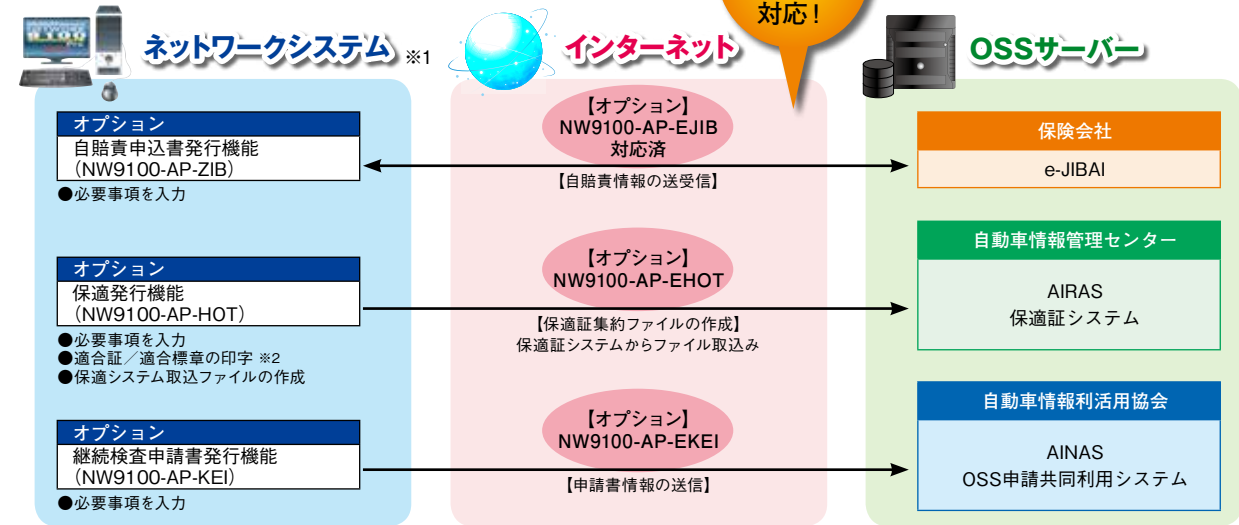 対応!
ネットワークシステム ※1
インターネット
OSSサーバー
オプション
自賠責申込書発行機能
(NW9100-AP-ZIB)
●必要事項を入力
【オプション】
NW9100-AP-EJIB
対応済
【自賠責情報の送受信】
保険会社
e-JIBAI
オプション
保適発行機能
(NW9100-AP-HOT)
●必要事項を入力
●適合証／適合標章の印字 ※2
●保適システム取込ファイルの作成
【オプション】
NW9100-AP-EHOT
【保適証集約ファイルの作成】
保適証システムからファイル取込み
自動車情報管理センター
AIRAS
保適証システム
オプション
継続検査申請書発行機能
(NW9100-AP-KEI)
●必要事項を入力
【オプション】
NW9100-AP-EKEI
【申請書情報の送信】
自動車情報利活用協会
AINAS
OSS申請共同利用システム